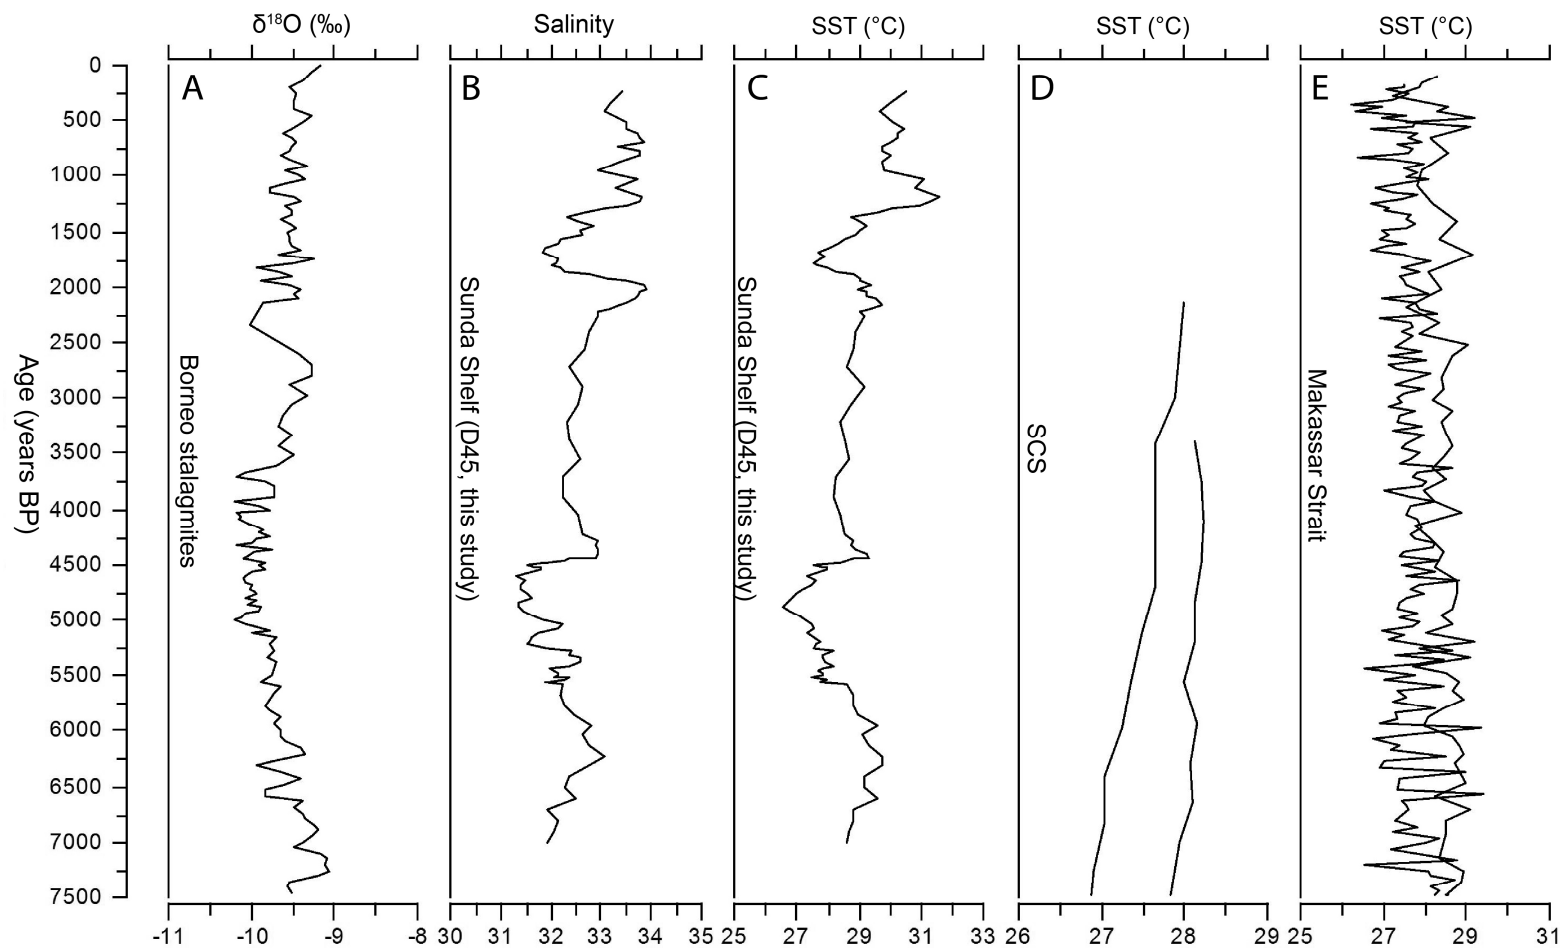 δ¹⁸O (‰)
Salinity
SST (°C)
SST (°C)
SST (°C)
A
B
C
D
E
Age (years BP)
0
500
1000
1500
2000
2500
3000
3500
4000
4500
5000
5500
6000
6500
7000
7500
Borneo stalagmites
Sunda Shelf (D45, this study)
Sunda Shelf (D45, this study)
SCS
Makassar Strait
-11 -10 -9 -8
30 31 32 33 34 35
25 27 29 31 33
26 27 28 29
25 27 29 31